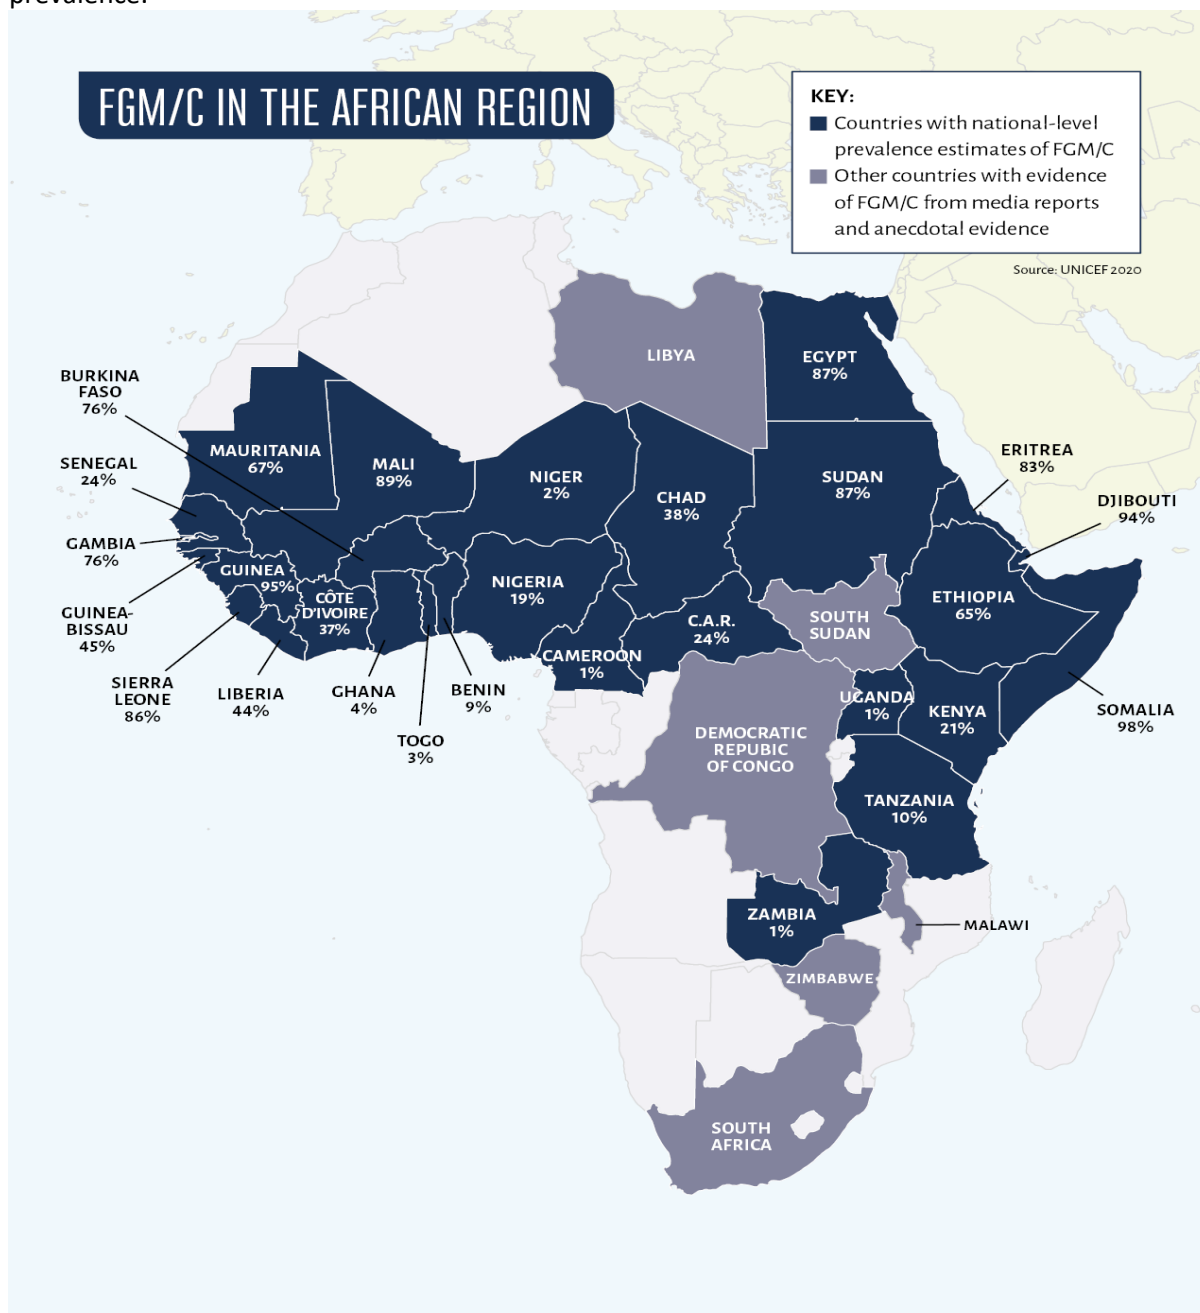 prevalence.
FGM/C IN THE AFRICAN REGION
KEY:
Countries with national-level
prevalence estimates of FGM/C
Other countries with evidence
of FGM/C from media reports
and anecdotal evidence
Source: UNICEF 2020
LIBYA
EGYPT
87%
BURKINA
FASO
76%
MAURITANIA
67%
MALI
89%
NIGER
2%
CHAD
38%
SUDAN
87%
ERITREA
83%
DJIBOUTI
94%
SENEGAL
24%
GAMBIA
76%
GUINEA
95%
GUINEA-
BISSAU
45%
CÔTE
D'IVOIRE
37%
NIGERIA
19%
C.A.R.
24%
SOUTH
SUDAN
ETHIOPIA
65%
CAMEROON
1%
SIERRA
LEONE
86%
LIBERIA
44%
GHANA
4%
BENIN
9%
TOGO
3%
UGANDA
1%
KENYA
21%
SOMALIA
98%
DEMOCRATIC
REPUBIC
OF CONGO
TANZANIA
10%
ZAMBIA
1%
MALAWI
ZIMBABWE
SOUTH
AFRICA